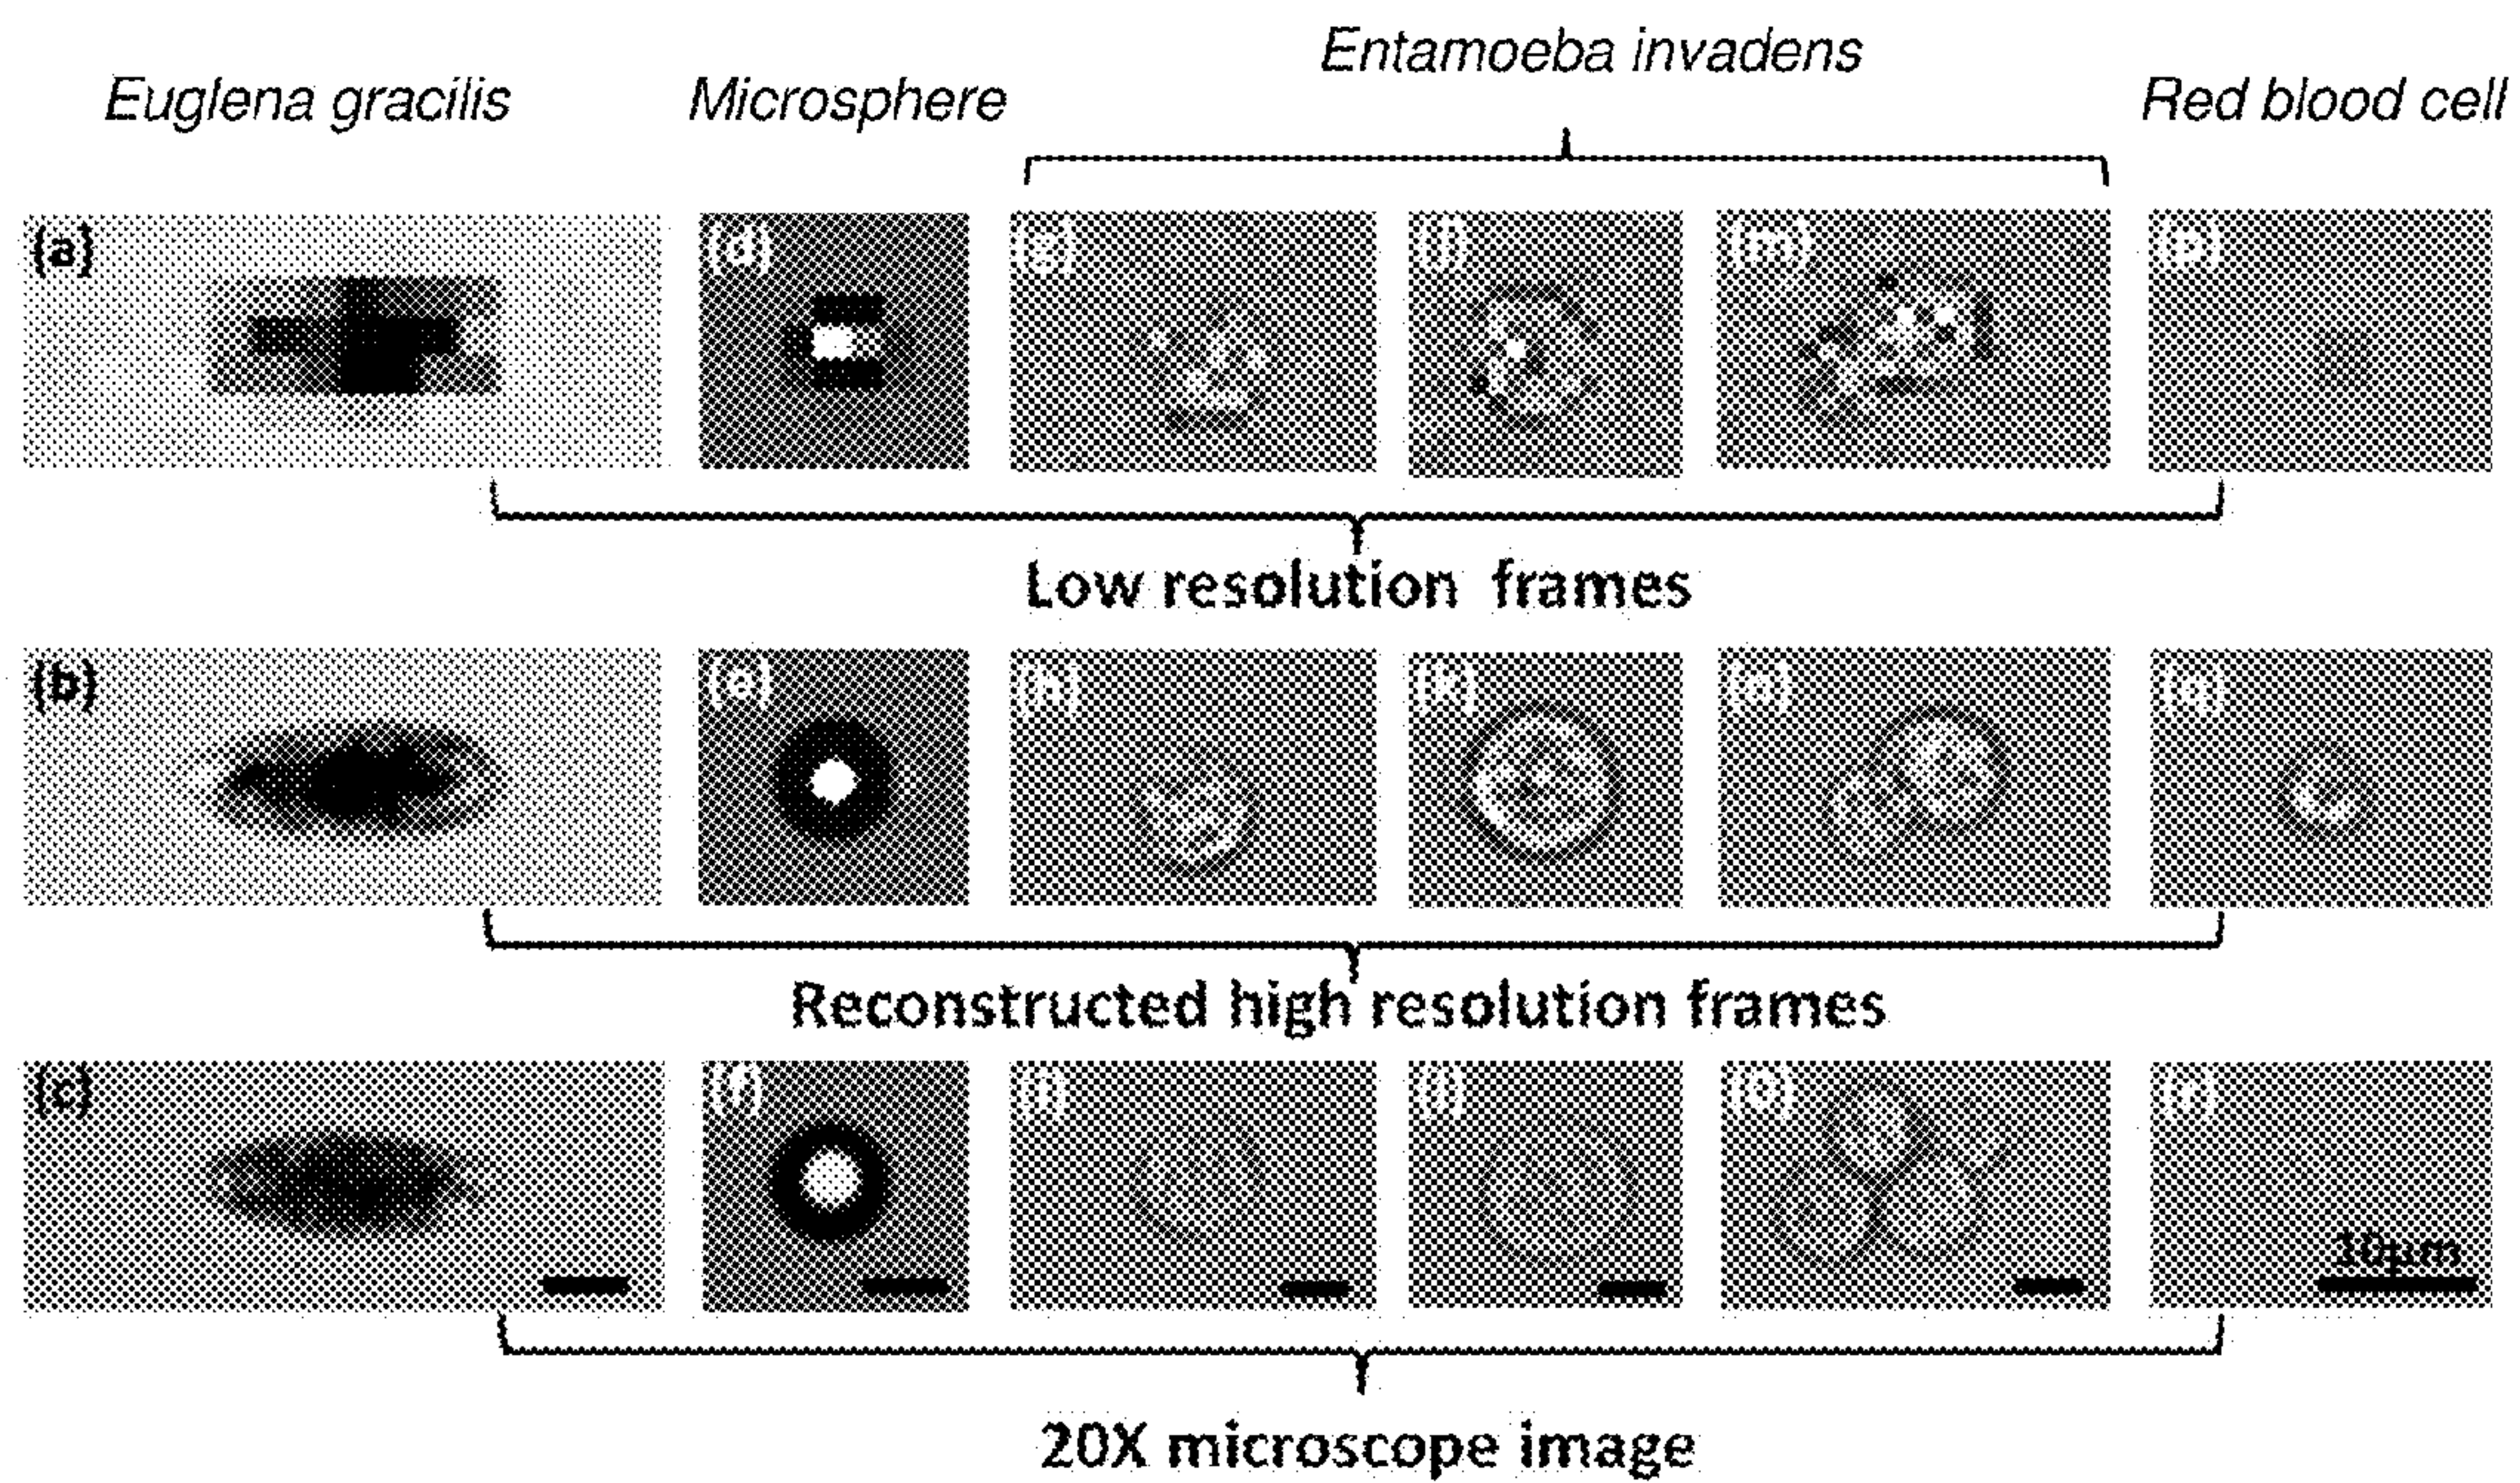 Entamoeba invadens
Euglena gracilis Microsphere Red blood cell
(a) (d) (g) (j) (m) (p)
Low resolution frames
(b) (e) (h) (k) (n) (q)
Reconstructed high resolution frames
(c) (f) (i) (l) (o) (r)
10μm
20X microscope image